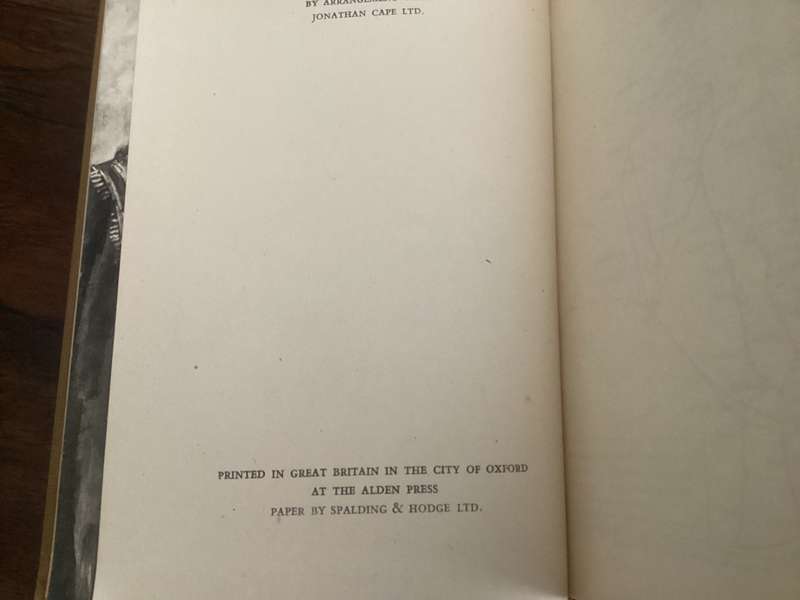 BY ARRANGEMENT
JONATHAN CAPE LTD.
PRINTED IN GREAT BRITAIN IN THE CITY OF OXFORD
AT THE ALDEN PRESS
PAPER BY SPALDING & HODGE LTD.